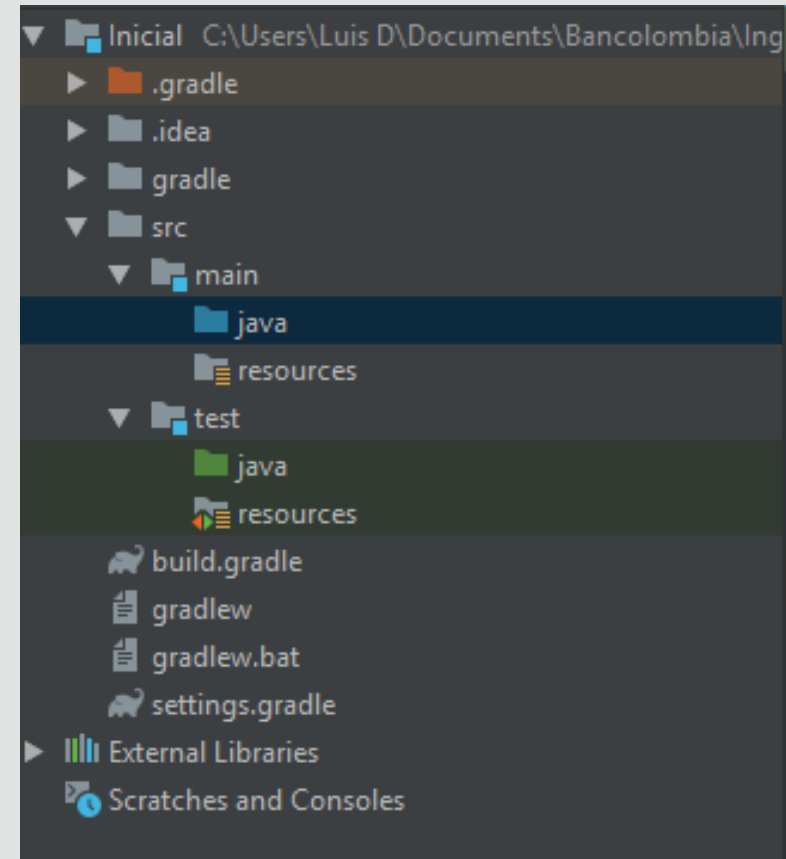 Inicial C:\Users\Luis D\Documents\Bancolombia\Ing
.gradle
.idea
gradle
src
main
java
resources
test
java
resources
build.gradle
gradlew
gradlew.bat
settings.gradle
External Libraries
Scratches and Consoles